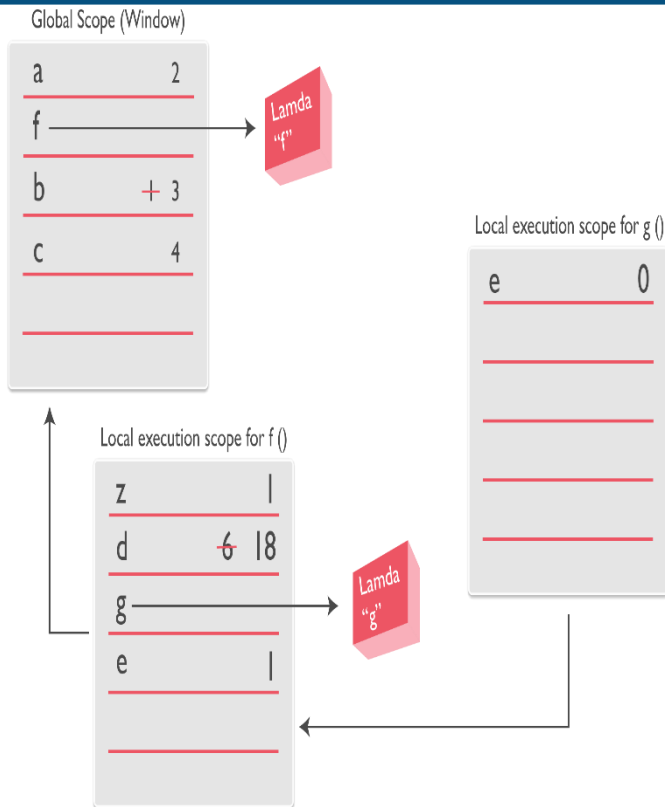 Global Scope (Window)
a 2
f
Lamda
“f”
b + 3
c 4
Local execution scope for g ()
e 0
Local execution scope for f ()
z 1
d 6 18
g
Lamda
“g”
e 1